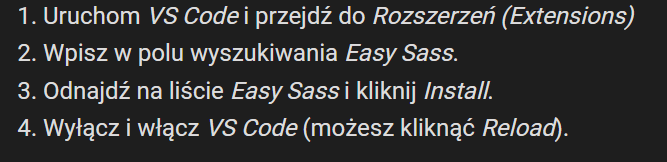 1. Uruchom VS Code i przejdź do Rozszerzeń (Extensions)
2. Wpisz w polu wyszukiwania Easy Sass.
3. Odnajdź na liście Easy Sass i kliknij Install.
4. Wyłącz i włącz VS Code (możesz kliknąć Reload).